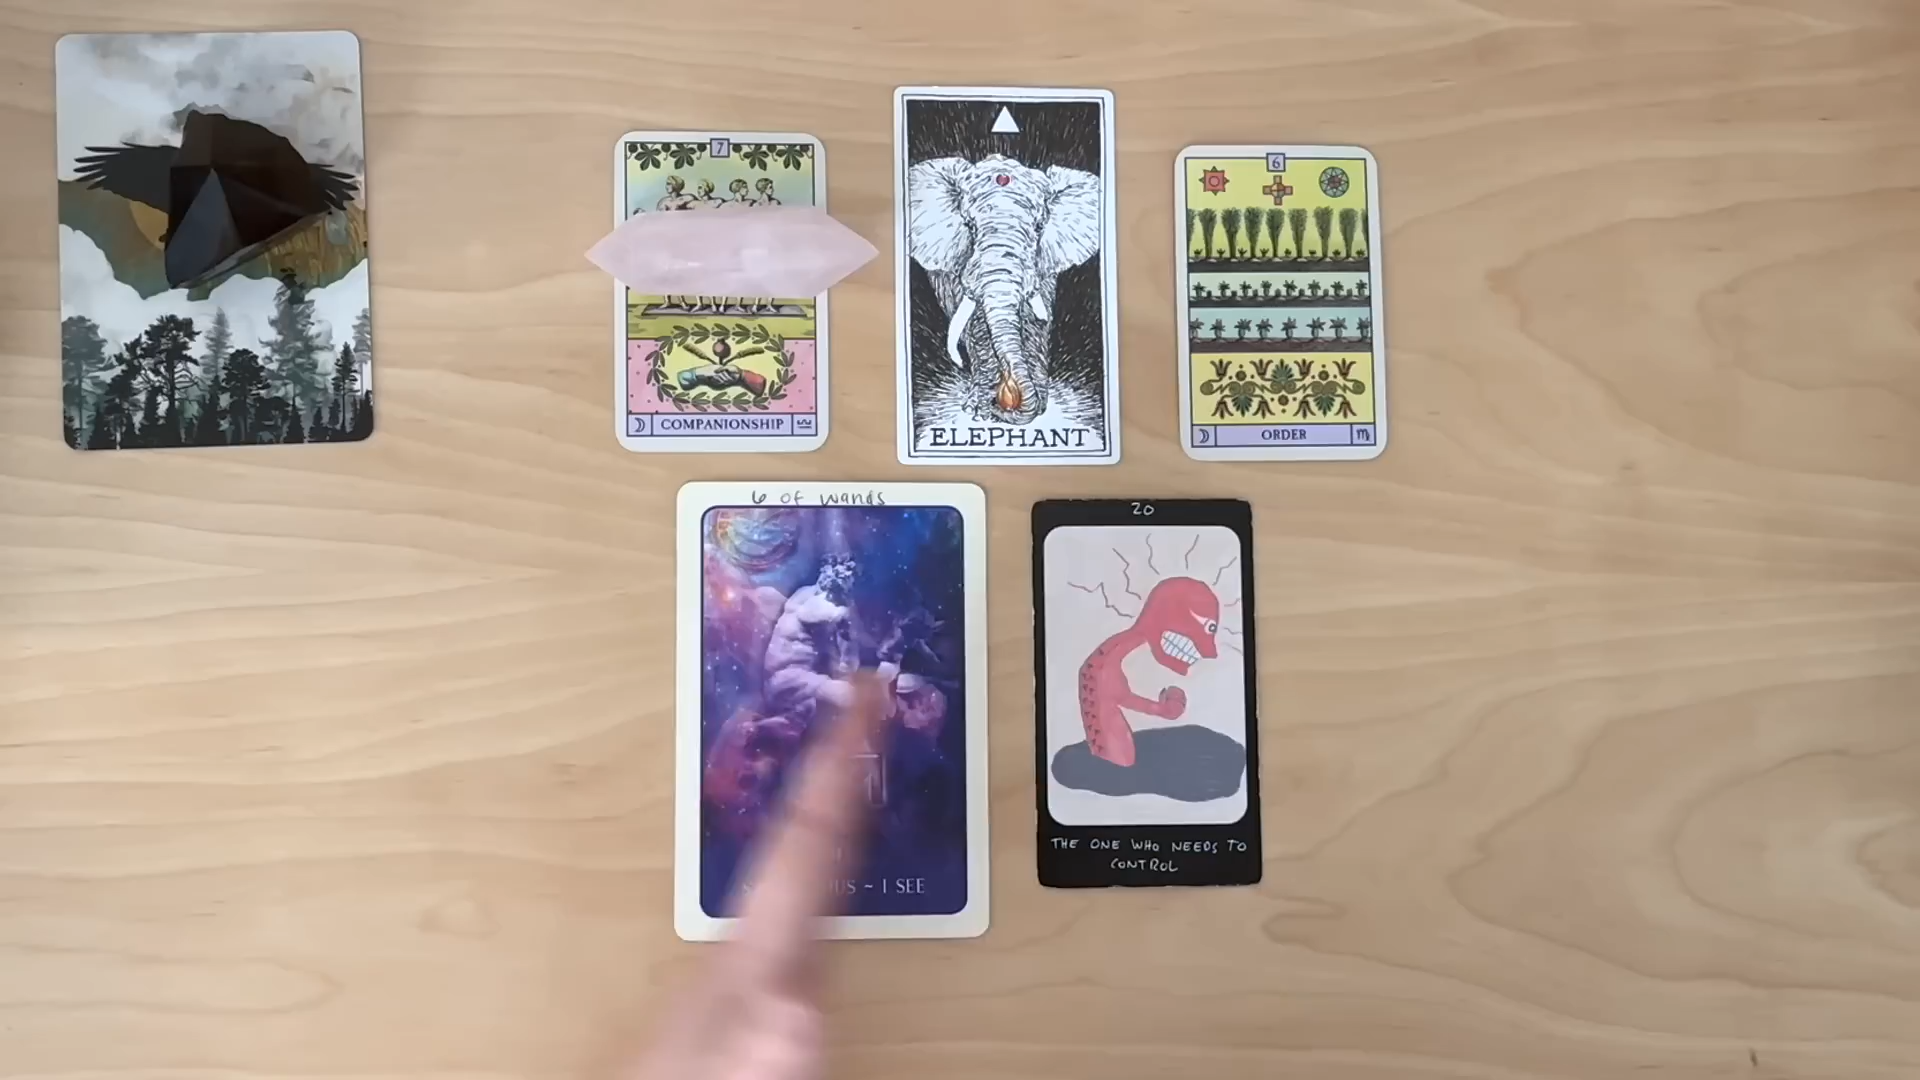 7
COMPANIONSHIP
ELEPHANT
6
ORDER
6 of wands
~ I SEE
20
THE ONE WHO NEEDS TO
CONTROL